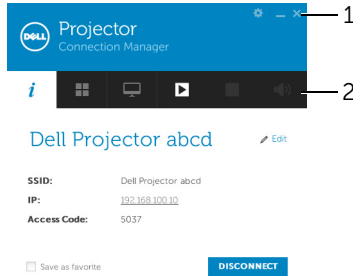 DELL
Projector
Connection Manager
1
i
2
Dell Projector abcd
Edit
SSID: Dell Projector abcd
IP: 192.168.100.10
Access Code: 5037
Save as favorite
DISCONNECT